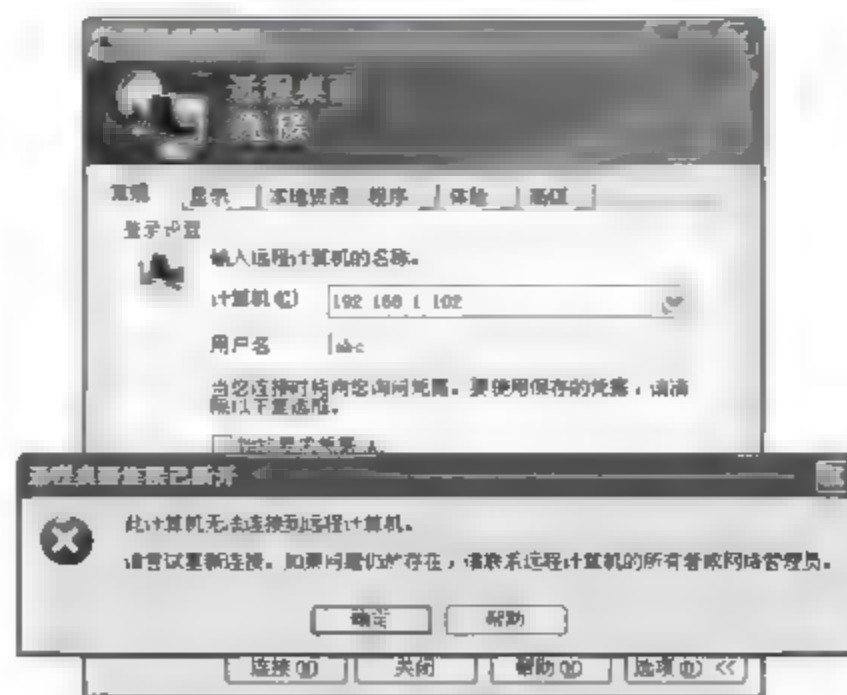 远程桌面
连接
常规 显示 本地资源 程序 体验 高级
登录设置
输入远程计算机的名称。
计算机(C) 192 168 1 102
用户名 abc
当您连接时将向您询问凭据。要使用保存的凭据，请清
除以下复选框。
远程桌面连接已断开
此计算机无法连接到远程计算机。
请尝试重新连接。如果问题仍然存在，请联系远程计算机的所有者或网络管理员。
确定 帮助
连接(N) 关闭 帮助(H) 选项(O) <<